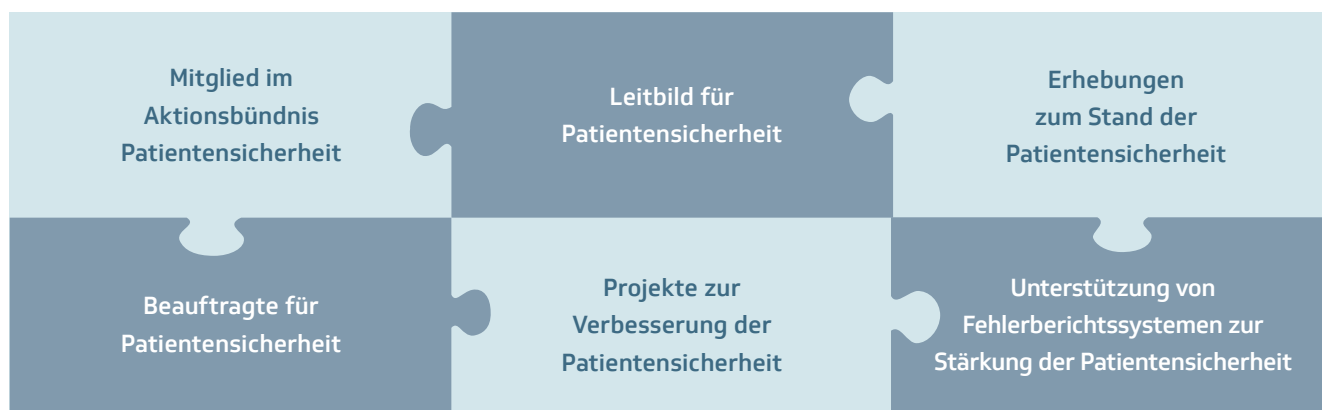 Mitglied im
Aktionsbündnis
Patientensicherheit
Leitbild für
Patientensicherheit
Erhebungen
zum Stand der
Patientensicherheit
Beauftragte für
Patientensicherheit
Projekte zur
Verbesserung der
Patientensicherheit
Unterstützung von
Fehlerberichtssystemen zur
Stärkung der Patientensicherheit